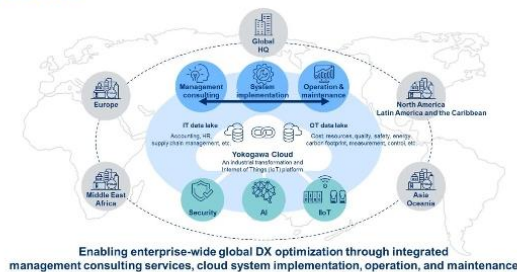 Global
HQ
Management
consulting
System
implementation
Operation &
maintenance
Europe
North America
Latin America and the Caribbean
IT data lake
Accounting, HR,
supply chain management, etc.
OT data lake
Cost, resources, quality, safety, energy,
carbon footprint, measurement, control, etc.
Yokogawa Cloud
An industrial transformation and
Internet of Things (IoT) platform
Middle East
Africa
Security
AI
IIoT
Asia
Oceania
Enabling enterprise-wide global DX optimization through integrated
management consulting services, cloud system implementation, operation, and maintenance